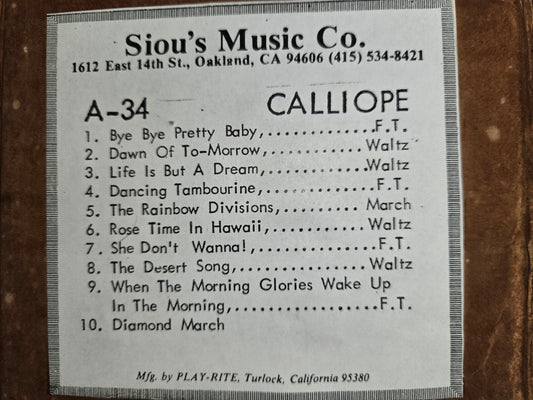 Siou's Music Co.
1612 East 14th St., Oakland, CA 94606 (415) 534-8421
A-34 CALLIOPE
1. Bye Bye Pretty Baby,..............F.T.
2. Dawn Of To-Morrow,.............Waltz
3. Life Is But A Dream,.............Waltz
4. Dancing Tambourine,..............F.T.
5. The Rainbow Divisions,......... March
6. Rose Time In Hawaii,............Waltz
7. She Don't Wanna!,...............F.T.
8. The Desert Song,................Waltz
9. When The Morning Glories Wake Up
In The Morning,.................F.T.
10. Diamond March
Mfg. by PLAY-RITE, Turlock, California 95380